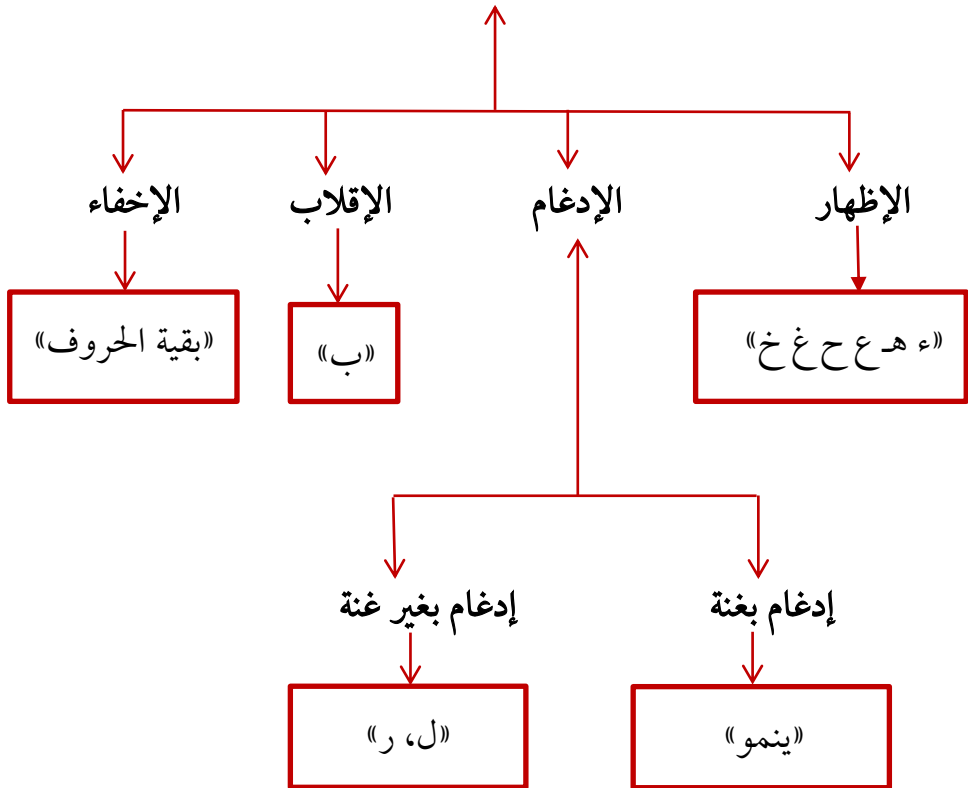 الإظهار
الإدغام
الإقلاب
الإخفاء
«ء هـ ع ح غ خ»
«ب»
«بقية الحروف»
إدغام بغنة
إدغام بغير غنة
«ينمو»
«ل، ر»